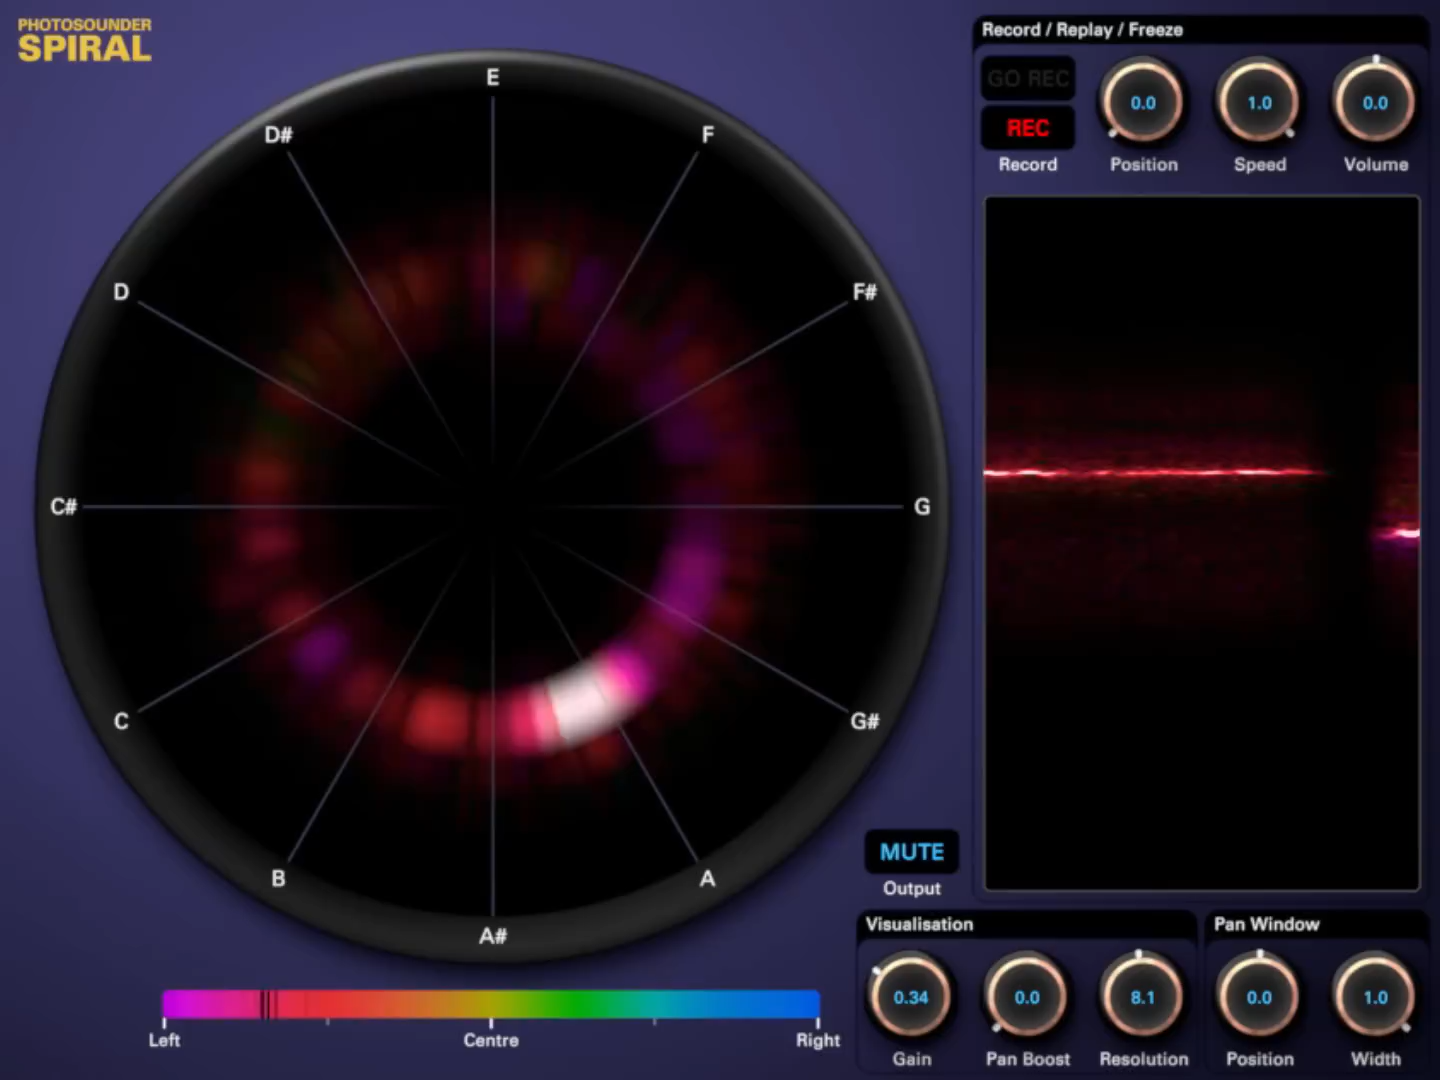 PHOTOSOUNDER
SPIRAL
Record / Replay / Freeze
GO REC
REC
Record
0.0
Position
1.0
Speed
0.0
Volume
E
D#
F
D
F#
C#
G
C
G#
B
A
A#
MUTE
Output
Left
Centre
Right
Visualisation
0.34
Gain
0.0
Pan Boost
8.1
Resolution
Pan Window
0.0
Position
1.0
Width